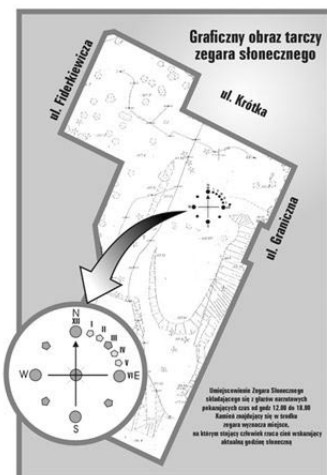 Graficzny obraz tarczy
zegara słonecznego
ul. Fiderkiewicza
ul. Krótka
ul. Graniczna
N
XII
I
II
III
IV
V
VI
W
E
S
Umiejscowienie Zegara Słonecznego
składającego się z głazów narzutowych
pokazujących czas od godz 12.00 do 18.00
Kamień znajdujący się w środku
zegara wyznacza miejsce,
na którym stojący człowiek rzuca cień wskazujący
aktualną godzinę słoneczną